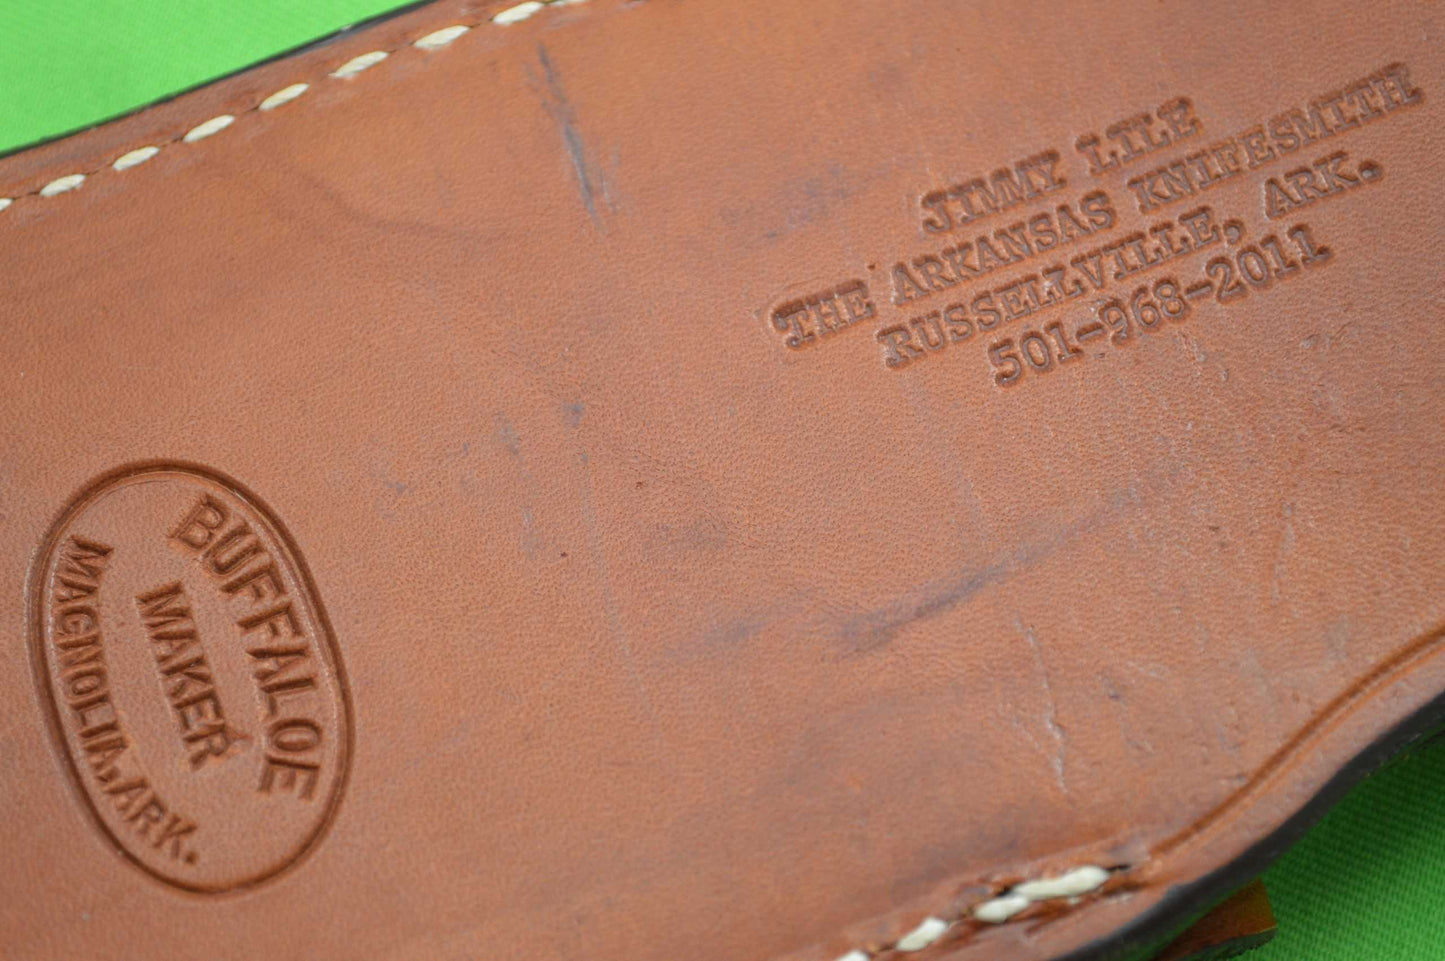 JIMMY LILE
THE ARKANSAS KNIFESMITH
RUSSELLVILLE, ARK.
501-968-2011
BUFFALOE
MAKER
MAGNOLIA, ARK.